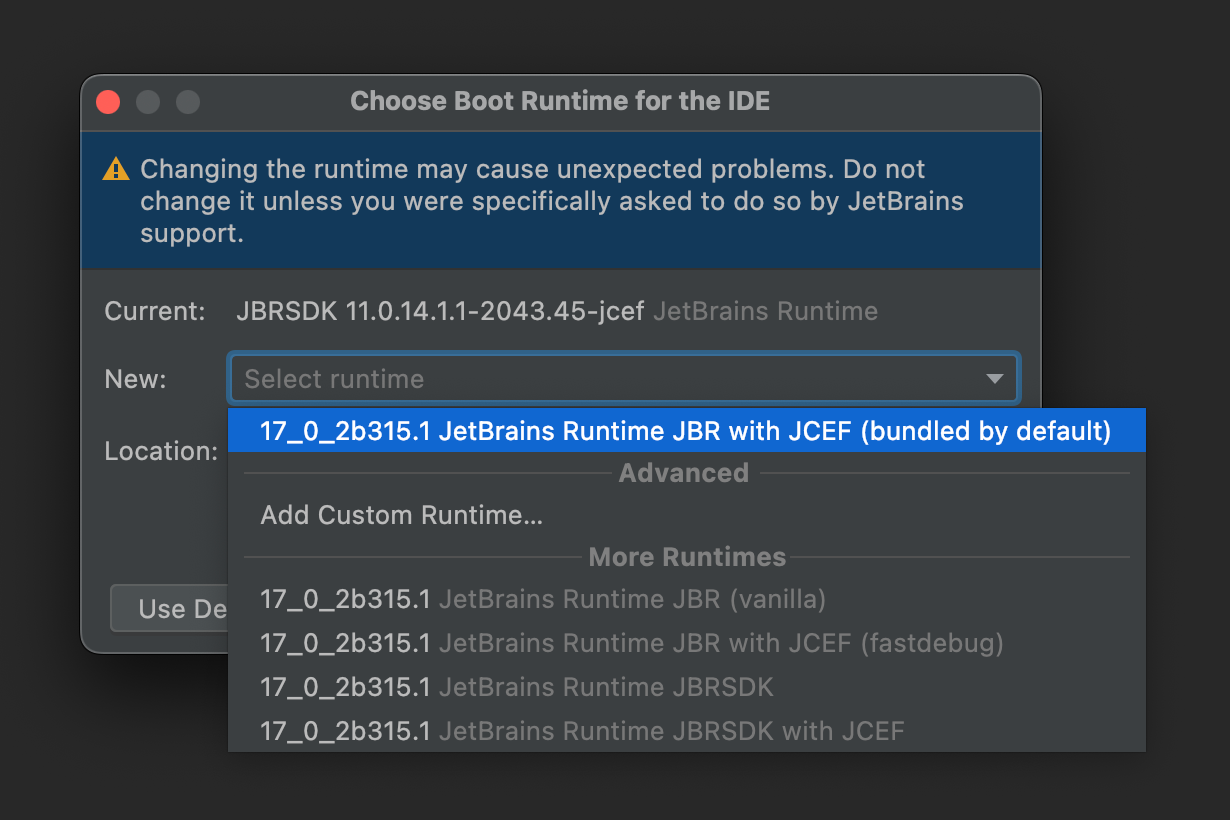 Choose Boot Runtime for the IDE
Changing the runtime may cause unexpected problems. Do not
change it unless you were specifically asked to do so by JetBrains
support.
Current: JBRSDK 11.0.14.1.1-2043.45-jcef JetBrains Runtime
New: Select runtime
17_0_2b315.1 JetBrains Runtime JBR with JCEF (bundled by default)
Location:
Advanced
Add Custom Runtime...
More Runtimes
17_0_2b315.1 JetBrains Runtime JBR (vanilla)
Use De
17_0_2b315.1 JetBrains Runtime JBR with JCEF (fastdebug)
17_0_2b315.1 JetBrains Runtime JBRSDK
17_0_2b315.1 JetBrains Runtime JBRSDK with JCEF